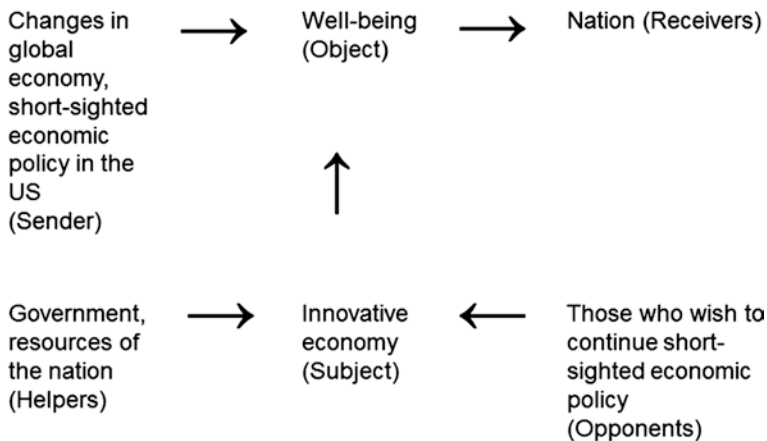 Changes in
global
economy,
short-sighted
economic
policy in the
US
(Sender)
Well-being
(Object)
Nation (Receivers)
Government,
resources of
the nation
(Helpers)
Innovative
economy
(Subject)
Those who wish to
continue short-
sighted economic
policy
(Opponents)